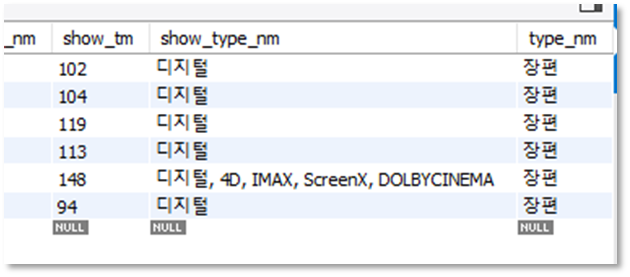 _nm show_tm show_type_nm type_nm
102 디지털 장편
104 디지털 장편
119 디지털 장편
113 디지털 장편
148 디지털, 4D, IMAX, ScreenX, DOLBYCINEMA 장편
94 디지털 장편
NULL NULL NULL